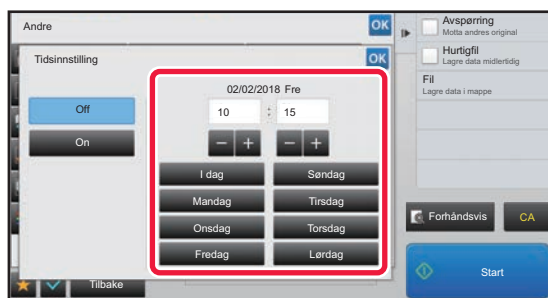 Andre
OK
Tidsinnstilling
OK
02/02/2018 Fre
Off
10 : 15
On
− + − +
I dag Søndag
Mandag Tirsdag
Onsdag Torsdag
Fredag Lørdag
Tilbake
Avsporring
Motta andres original
Hurtigfil
Lagre data midlertidig
Fil
Lagre data i mappe
Forhåndsvis
CA
Start